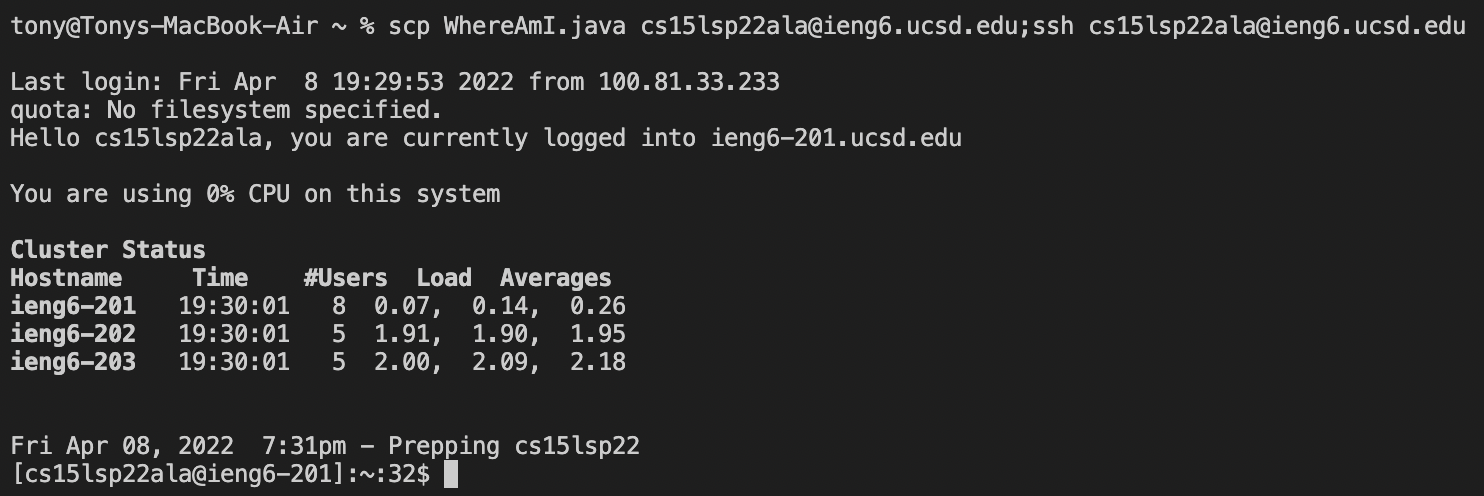 tony@Tonys-MacBook-Air ~ % scp WhereAmI.java cs15lsp22ala@ieng6.ucsd.edu;ssh cs15lsp22ala@ieng6.ucsd.edu
Last login: Fri Apr  8 19:29:53 2022 from 100.81.33.233
quota: No filesystem specified.
Hello cs15lsp22ala, you are currently logged into ieng6-201.ucsd.edu
You are using 0% CPU on this system
Cluster Status
Hostname     Time    #Users  Load  Averages
ieng6-201   19:30:01   8  0.07,  0.14,  0.26
ieng6-202   19:30:01   5  1.91,  1.90,  1.95
ieng6-203   19:30:01   5  2.00,  2.09,  2.18
Fri Apr 08, 2022  7:31pm - Prepping cs15lsp22
[cs15lsp22ala@ieng6-201]:~:32$